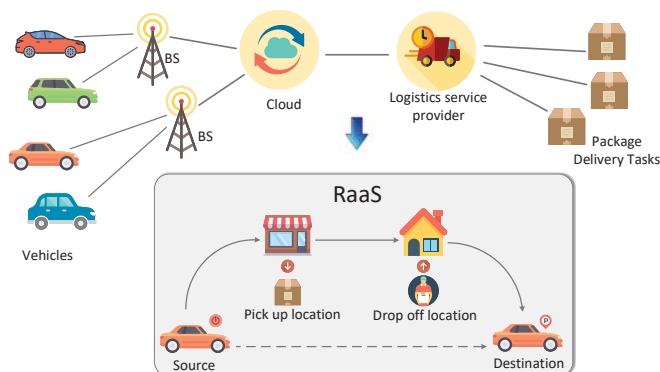 BS
Cloud
Logistics service
provider
BS
Package
Delivery Tasks
Vehicles
RaaS
Pick up location
Drop off location
P
Source
Destination